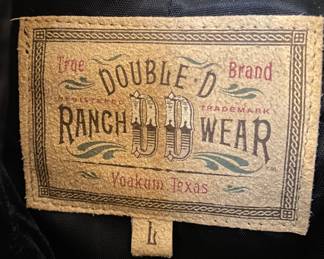 True Brand
DOUBLE D
REGISTERED TRADEMARK
RANCH DD WEAR
Yoakum Texas
L